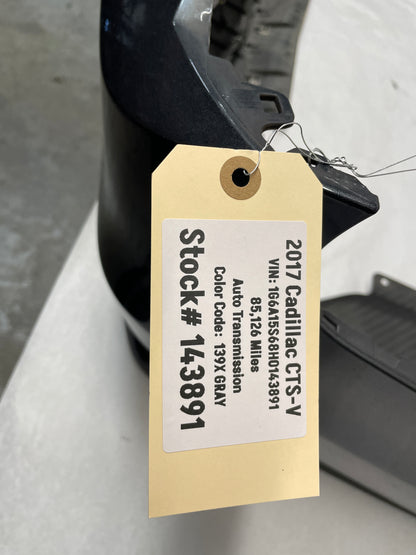 2017 Cadillac CTS-V
VIN: 1G6A15S68H0143891
85,126 Miles
Auto Transmission
Color Code: 139X GRAY
Stock# 143891